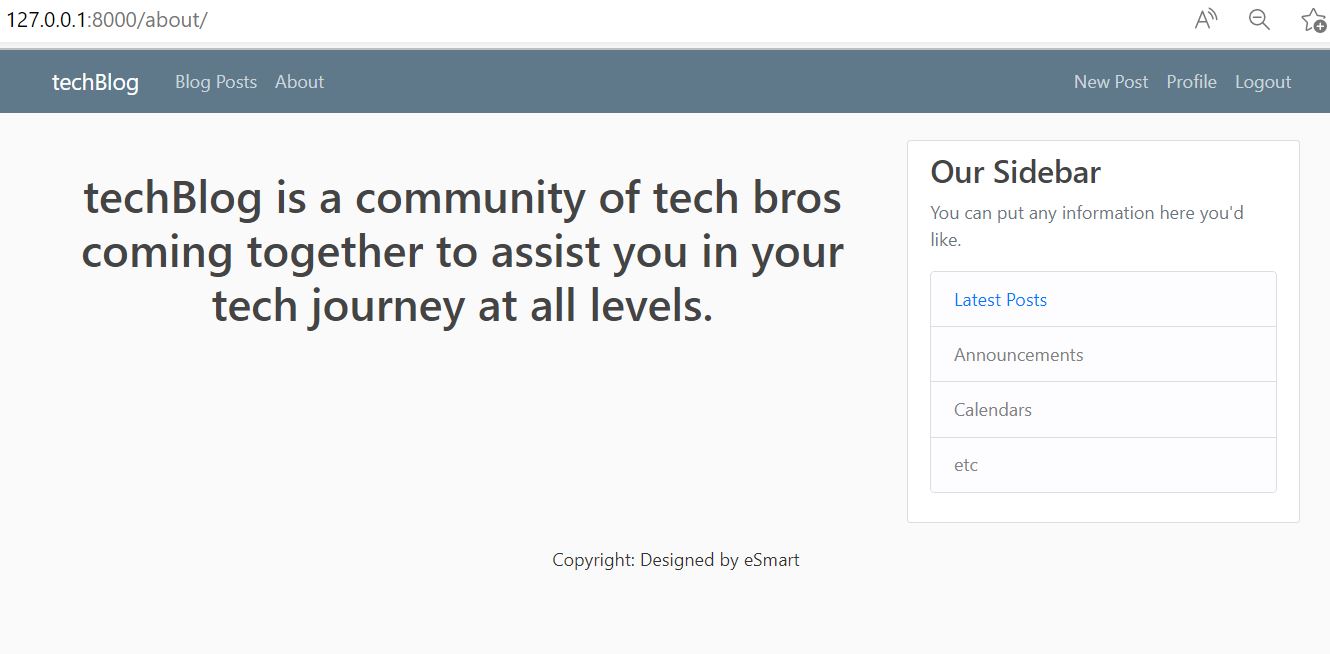 127.0.0.1:8000/about/
techBlog Blog Posts About New Post Profile Logout
techBlog is a community of tech bros
coming together to assist you in your
tech journey at all levels.
Our Sidebar
You can put any information here you'd
like.
Latest Posts
Announcements
Calendars
etc
Copyright: Designed by eSmart